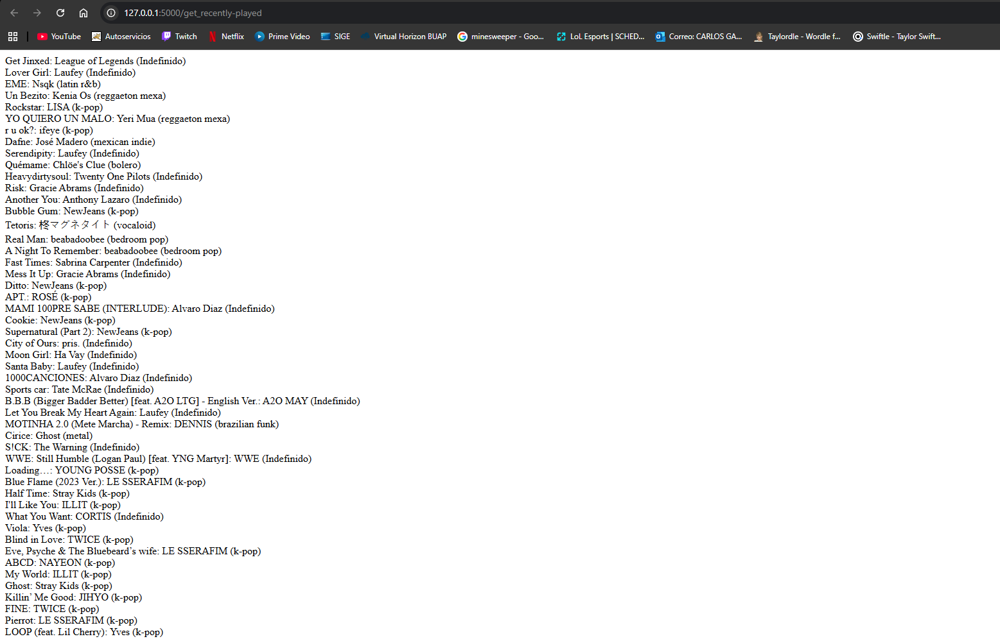 127.0.0.1:5000/get_recently-played
YouTube Autoservicios Twitch Netflix Prime Video SIGE Virtual Horizon BUAP minesweeper - Goo... LoL Esports | SCHED... Correo: CARLOS GA... Taylordle - Wordle f... Swiftle - Taylor Swift...
Get Jinxed: League of Legends (Indefinido)
Lover Girl: Laufey (Indefinido)
EME: Nsqk (latin r&b)
Un Bezito: Kenia Os (reggaeton mexa)
Rockstar: LISA (k-pop)
YO QUIERO UN MALO: Yeri Mua (reggaeton mexa)
r u ok?: ifeye (k-pop)
Dafne: José Madero (mexican indie)
Serendipity: Laufey (Indefinido)
Quémame: Chlöe's Clue (bolero)
Heavydirtysoul: Twenty One Pilots (Indefinido)
Risk: Gracie Abrams (Indefinido)
Another You: Anthony Lazaro (Indefinido)
Bubble Gum: NewJeans (k-pop)
Tetoris: 柊マグネタイト (vocaloid)
Real Man: beabadoobee (bedroom pop)
A Night To Remember: beabadoobee (bedroom pop)
Fast Times: Sabrina Carpenter (Indefinido)
Mess It Up: Gracie Abrams (Indefinido)
Ditto: NewJeans (k-pop)
APT.: ROSÉ (k-pop)
MAMI 100PRE SABE (INTERLUDE): Alvaro Diaz (Indefinido)
Cookie: NewJeans (k-pop)
Supernatural (Part 2): NewJeans (k-pop)
City of Ours: pris. (Indefinido)
Moon Girl: Ha Vay (Indefinido)
Santa Baby: Laufey (Indefinido)
1000CANCIONES: Alvaro Diaz (Indefinido)
Sports car: Tate McRae (Indefinido)
B.B.B (Bigger Badder Better) [feat. A2O LTG] - English Ver.: A2O MAY (Indefinido)
Let You Break My Heart Again: Laufey (Indefinido)
MOTINHA 2.0 (Mete Marcha) - Remix: DENNIS (brazilian funk)
Cirice: Ghost (metal)
S!CK: The Warning (Indefinido)
WWE: Still Humble (Logan Paul) [feat. YNG Martyr]: WWE (Indefinido)
Loading…: YOUNG POSSE (k-pop)
Blue Flame (2023 Ver.): LE SSERAFIM (k-pop)
Half Time: Stray Kids (k-pop)
I'll Like You: ILLIT (k-pop)
What You Want: CORTIS (Indefinido)
Viola: Yves (k-pop)
Blind in Love: TWICE (k-pop)
Eve, Psyche & The Bluebeard’s wife: LE SSERAFIM (k-pop)
ABCD: NAYEON (k-pop)
My World: ILLIT (k-pop)
Ghost: Stray Kids (k-pop)
Killin’ Me Good: JIHYO (k-pop)
FINE: TWICE (k-pop)
Pierrot: LE SSERAFIM (k-pop)
LOOP (feat. Lil Cherry): Yves (k-pop)